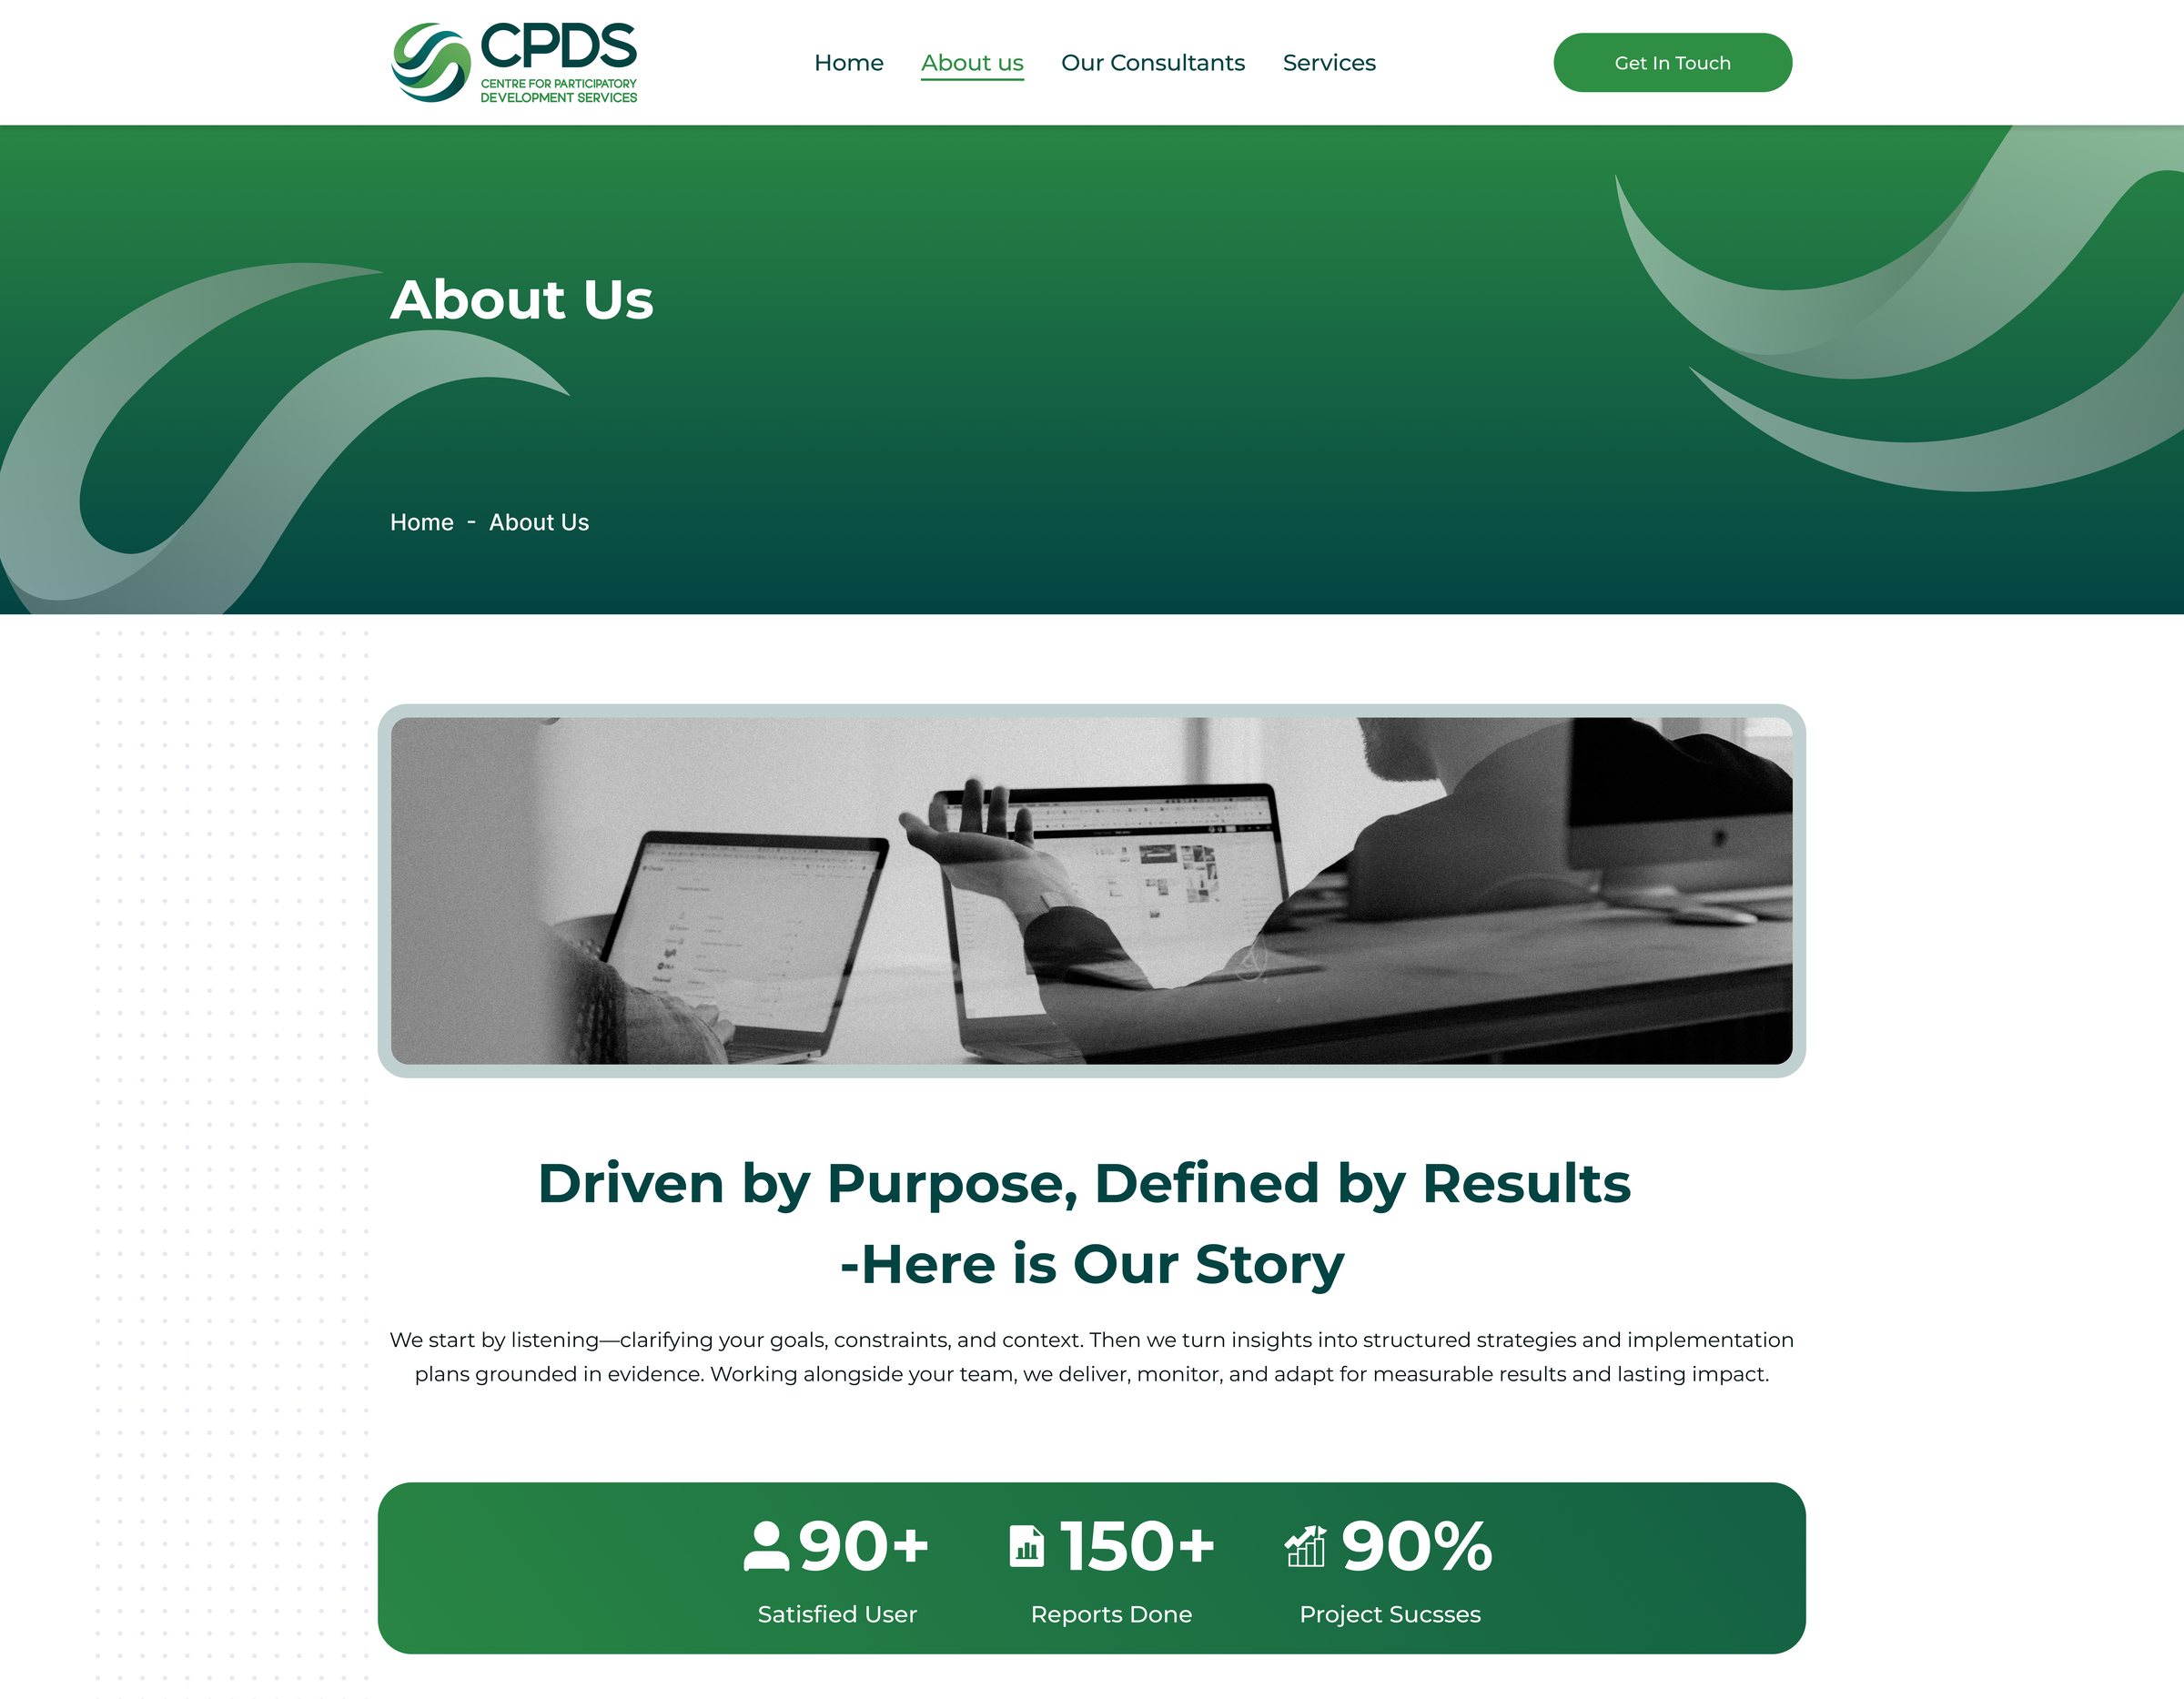 CPDS
CENTRE FOR PARTICIPATORY
DEVELOPMENT SERVICES
Home
About us
Our Consultants
Services
Get In Touch
About Us
Home - About Us
Driven by Purpose, Defined by Results
-Here is Our Story
We start by listening—clarifying your goals, constraints, and context. Then we turn insights into structured strategies and implementation
plans grounded in evidence. Working alongside your team, we deliver, monitor, and adapt for measurable results and lasting impact.
90+
Satisfied User
150+
Reports Done
90%
Project Sucsses